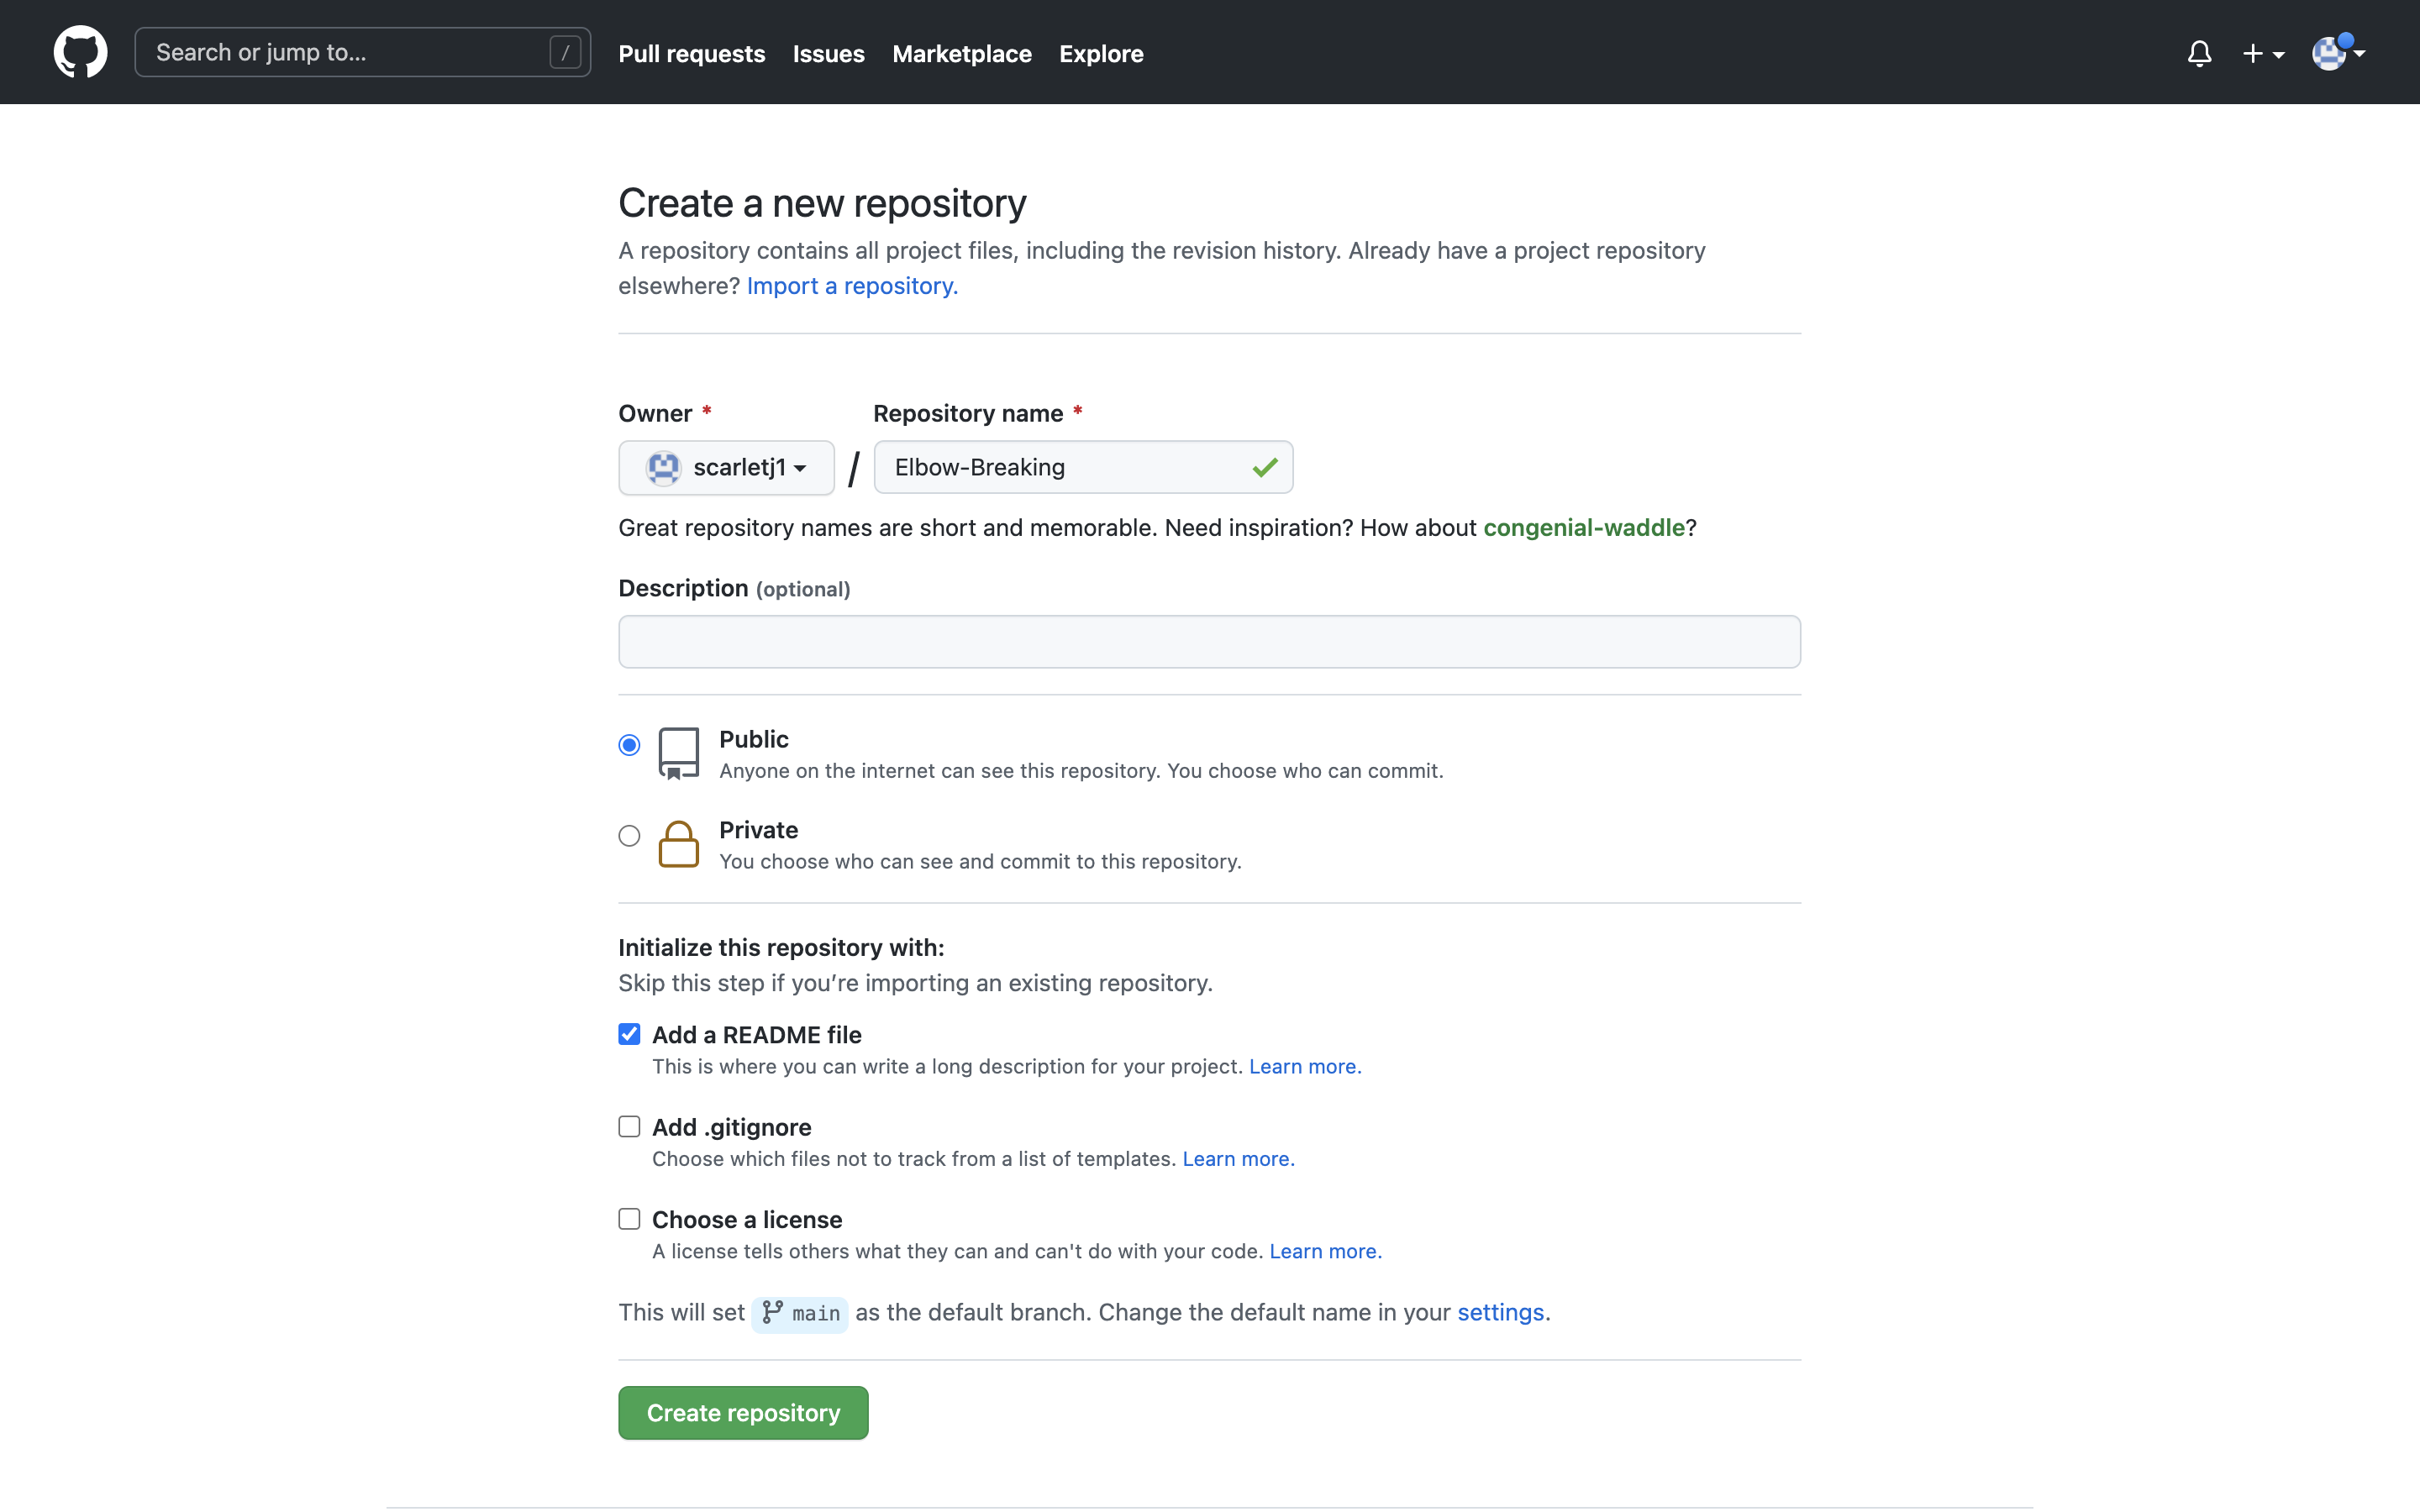 Search or jump to... /
Pull requests Issues Marketplace Explore
Create a new repository
A repository contains all project files, including the revision history. Already have a project repository
elsewhere? Import a repository.
Owner * Repository name *
scarletj1 / Elbow-Breaking
Great repository names are short and memorable. Need inspiration? How about congenial-waddle?
Description (optional)
Public
Anyone on the internet can see this repository. You choose who can commit.
Private
You choose who can see and commit to this repository.
Initialize this repository with:
Skip this step if you’re importing an existing repository.
Add a README file
This is where you can write a long description for your project. Learn more.
Add .gitignore
Choose which files not to track from a list of templates. Learn more.
Choose a license
A license tells others what they can and can't do with your code. Learn more.
This will set main as the default branch. Change the default name in your settings.
Create repository